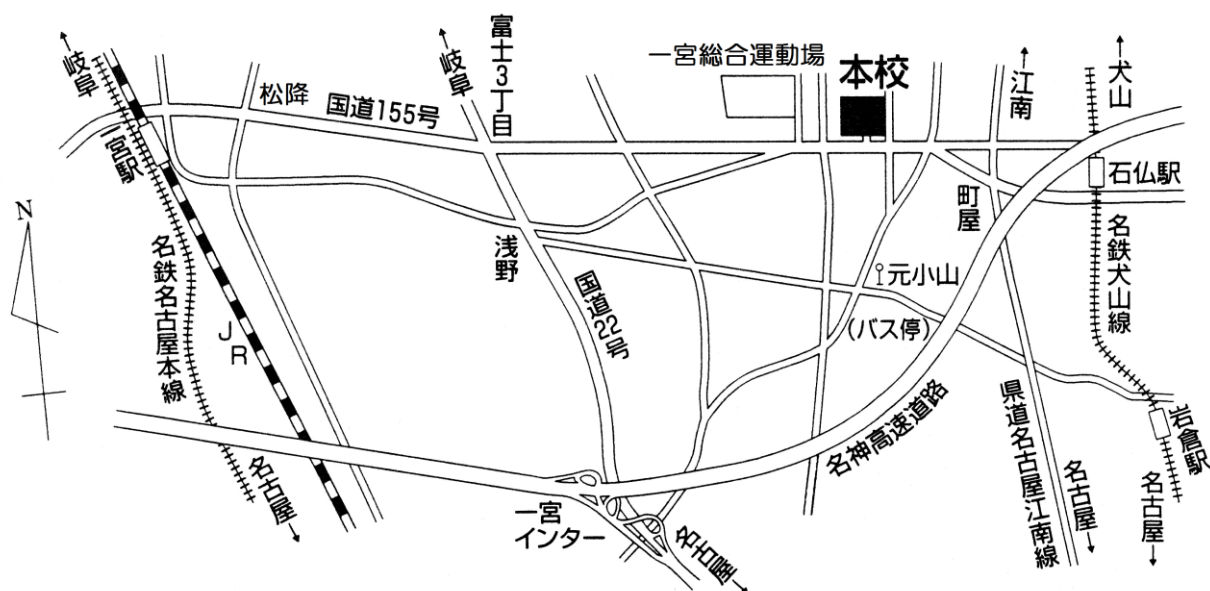 岐阜
岐阜
富士3丁目
一宮総合運動場
本校
江南
犬山
松降
国道155号
一宮駅
石仏駅
N
町屋
浅野
元小山
(バス停)
名鉄犬山線
国道22号
名鉄名古屋本線
JR
名神高速道路
県道名古屋江南線
岩倉駅
名古屋
一宮
インター
名古屋
名古屋
名古屋